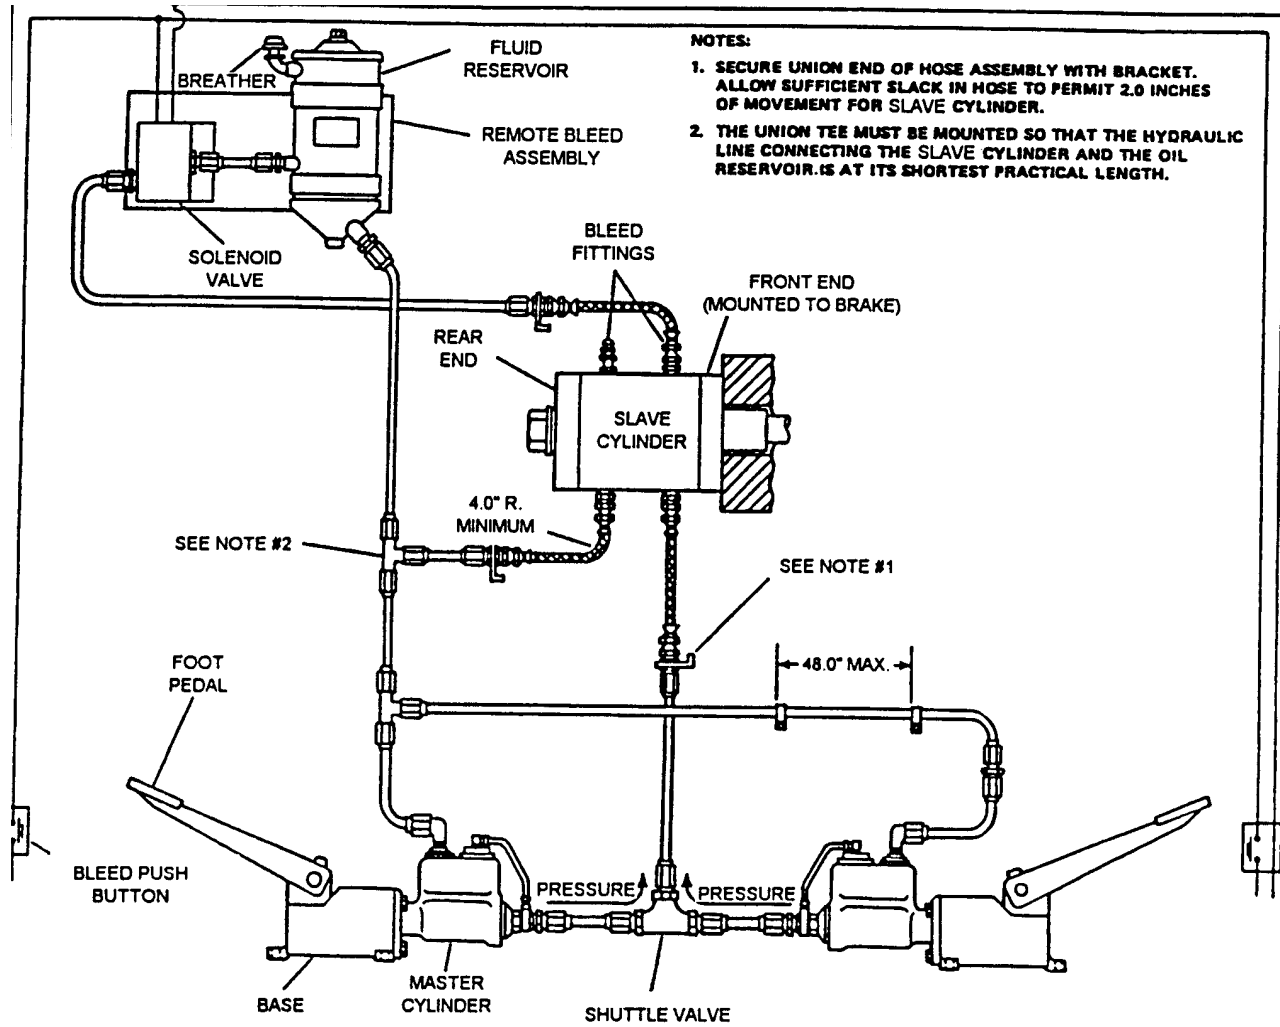 NOTES:
1. SECURE UNION END OF HOSE ASSEMBLY WITH BRACKET.
ALLOW SUFFICIENT SLACK IN HOSE TO PERMIT 2.0 INCHES
OF MOVEMENT FOR SLAVE CYLINDER.
2. THE UNION TEE MUST BE MOUNTED SO THAT THE HYDRAULIC
LINE CONNECTING THE SLAVE CYLINDER AND THE OIL
RESERVOIR.IS AT ITS SHORTEST PRACTICAL LENGTH.
FLUID
RESERVOIR
BREATHER
REMOTE BLEED
ASSEMBLY
SOLENOID
VALVE
BLEED
FITTINGS
FRONT END
(MOUNTED TO BRAKE)
REAR
END
SLAVE
CYLINDER
4.0" R.
MINIMUM
SEE NOTE #2
SEE NOTE #1
48.0" MAX.
FOOT
PEDAL
BLEED PUSH
BUTTON
PRESSURE
PRESSURE
BASE
MASTER
CYLINDER
SHUTTLE VALVE